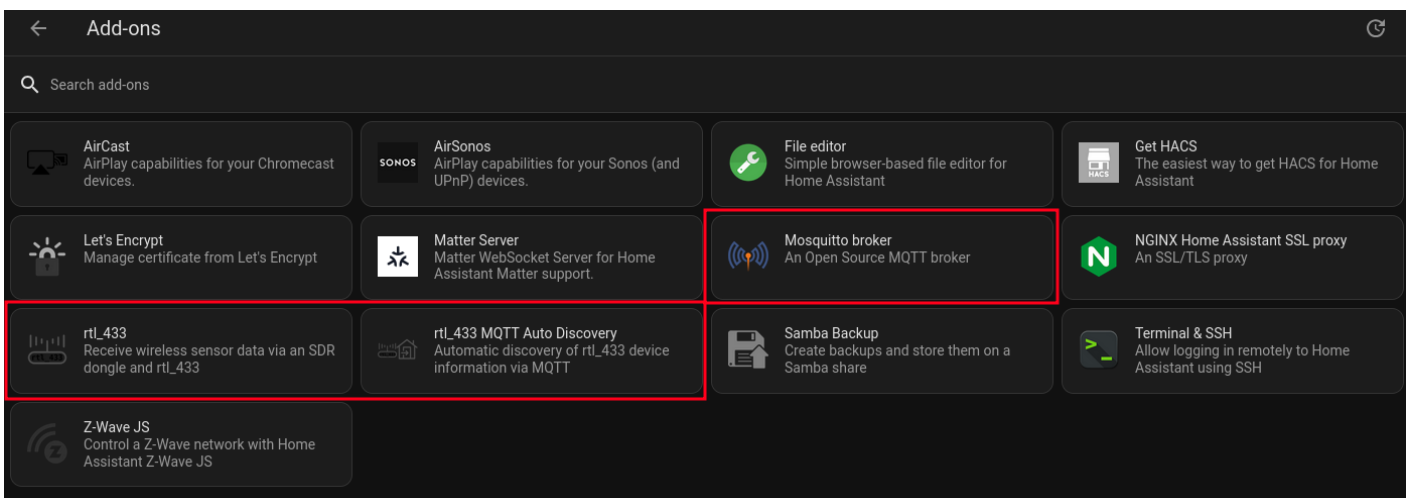 Add-ons
Search add-ons
AirCast
AirPlay capabilities for your Chromecast
devices.
SONOS
AirSonos
AirPlay capabilities for your Sonos (and
UPnP) devices.
File editor
Simple browser-based file editor for
Home Assistant
HACS
Get HACS
The easiest way to get HACS for Home
Assistant
Let's Encrypt
Manage certificate from Let's Encrypt
Matter Server
Matter WebSocket Server for Home
Assistant Matter support.
Mosquitto broker
An Open Source MQTT broker
N
NGINX Home Assistant SSL proxy
An SSL/TLS proxy
rtl_433
Receive wireless sensor data via an SDR
dongle and rtl_433
rtl_433 MQTT Auto Discovery
Automatic discovery of rtl_433 device
information via MQTT
Samba Backup
Create backups and store them on a
Samba share
>_
Terminal & SSH
Allow logging in remotely to Home
Assistant using SSH
Z
Z-Wave JS
Control a Z-Wave network with Home
Assistant Z-Wave JS